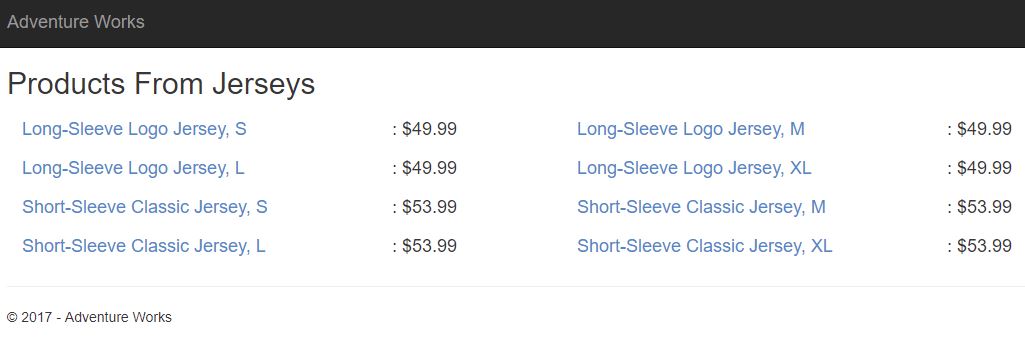 Adventure Works
Products From Jerseys
Long-Sleeve Logo Jersey, S : $49.99 Long-Sleeve Logo Jersey, M : $49.99
Long-Sleeve Logo Jersey, L : $49.99 Long-Sleeve Logo Jersey, XL : $49.99
Short-Sleeve Classic Jersey, S : $53.99 Short-Sleeve Classic Jersey, M : $53.99
Short-Sleeve Classic Jersey, L : $53.99 Short-Sleeve Classic Jersey, XL : $53.99
© 2017 - Adventure Works